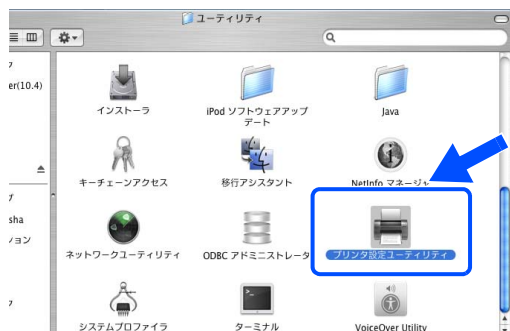 ユーティリティ
er(10.4)
インストーラ
iPod ソフトウェアアップ
デート
Java
キーチェーンアクセス
移行アシスタント
NetInfo マネージャ
sha
ション
ネットワークユーティリティ
ODBC アドミニストレータ
プリンタ設定ユーティリティ
システムプロファイラ
ターミナル
VoiceOver Utility